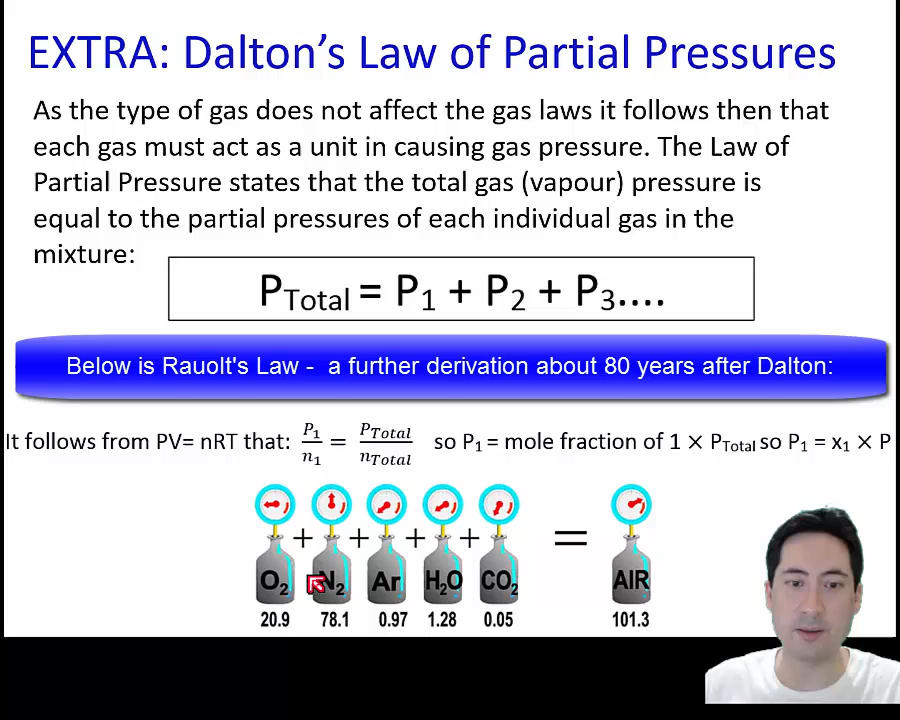 EXTRA: Dalton's Law of Partial Pressures
As the type of gas does not affect the gas laws it follows then that
each gas must act as a unit in causing gas pressure. The Law of
Partial Pressure states that the total gas (vapour) pressure is
equal to the partial pressures of each individual gas in the
mixture:
P_Total = P₁ + P₂ + P₃....
Below is Rauolt's Law - a further derivation about 80 years after Dalton:
It follows from PV= nRT that: P₁/n₁ = P_Total/n_Total so P₁ = mole fraction of 1 × P_Total so P₁ = x₁ × P
+ + + + =
O₂ N₂ Ar H₂O CO₂ AIR
20.9 78.1 0.97 1.28 0.05 101.3